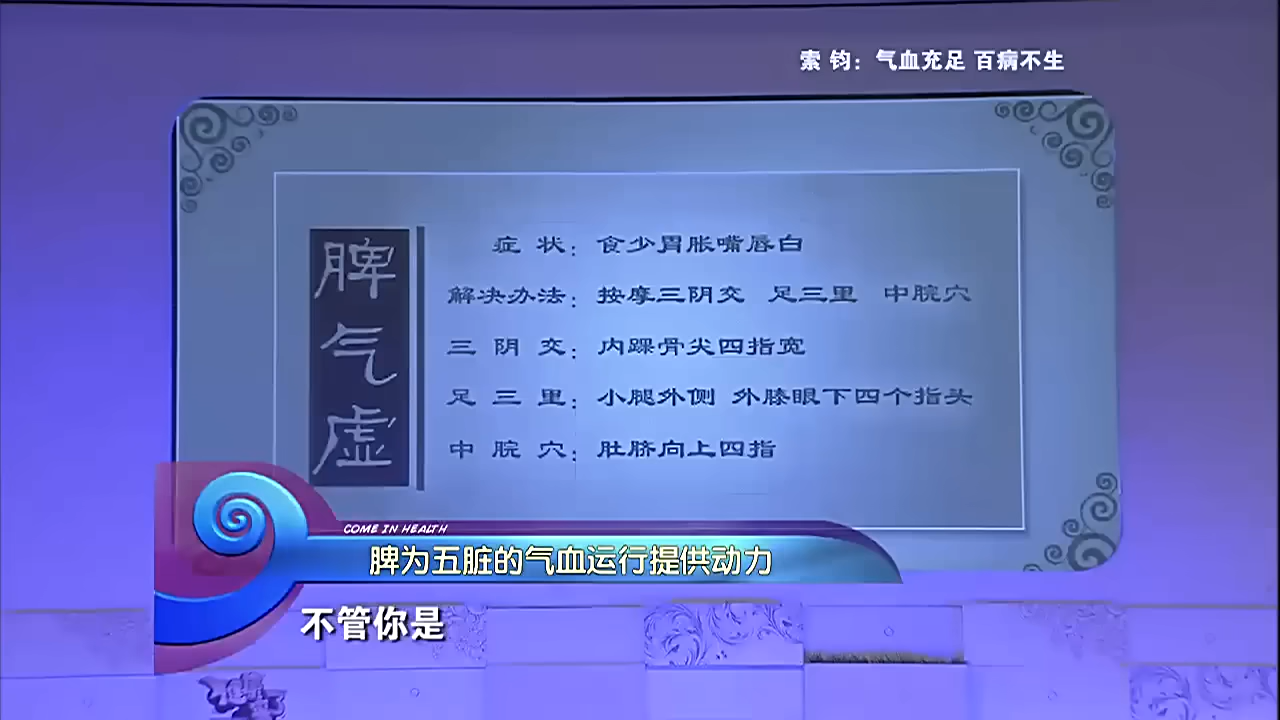 索 钧：气血充足 百病不生
脾气虚
症 状：食少胃胀嘴唇白
解决办法：按摩三阴交 足三里 中脘穴
三 阴 交：内踝骨尖四指宽
足 三 里：小腿外侧 外膝眼下四个指头
中 脘 穴：肚脐向上四指
COME IN HEALTH
脾为五脏的气血运行提供动力
不管你是